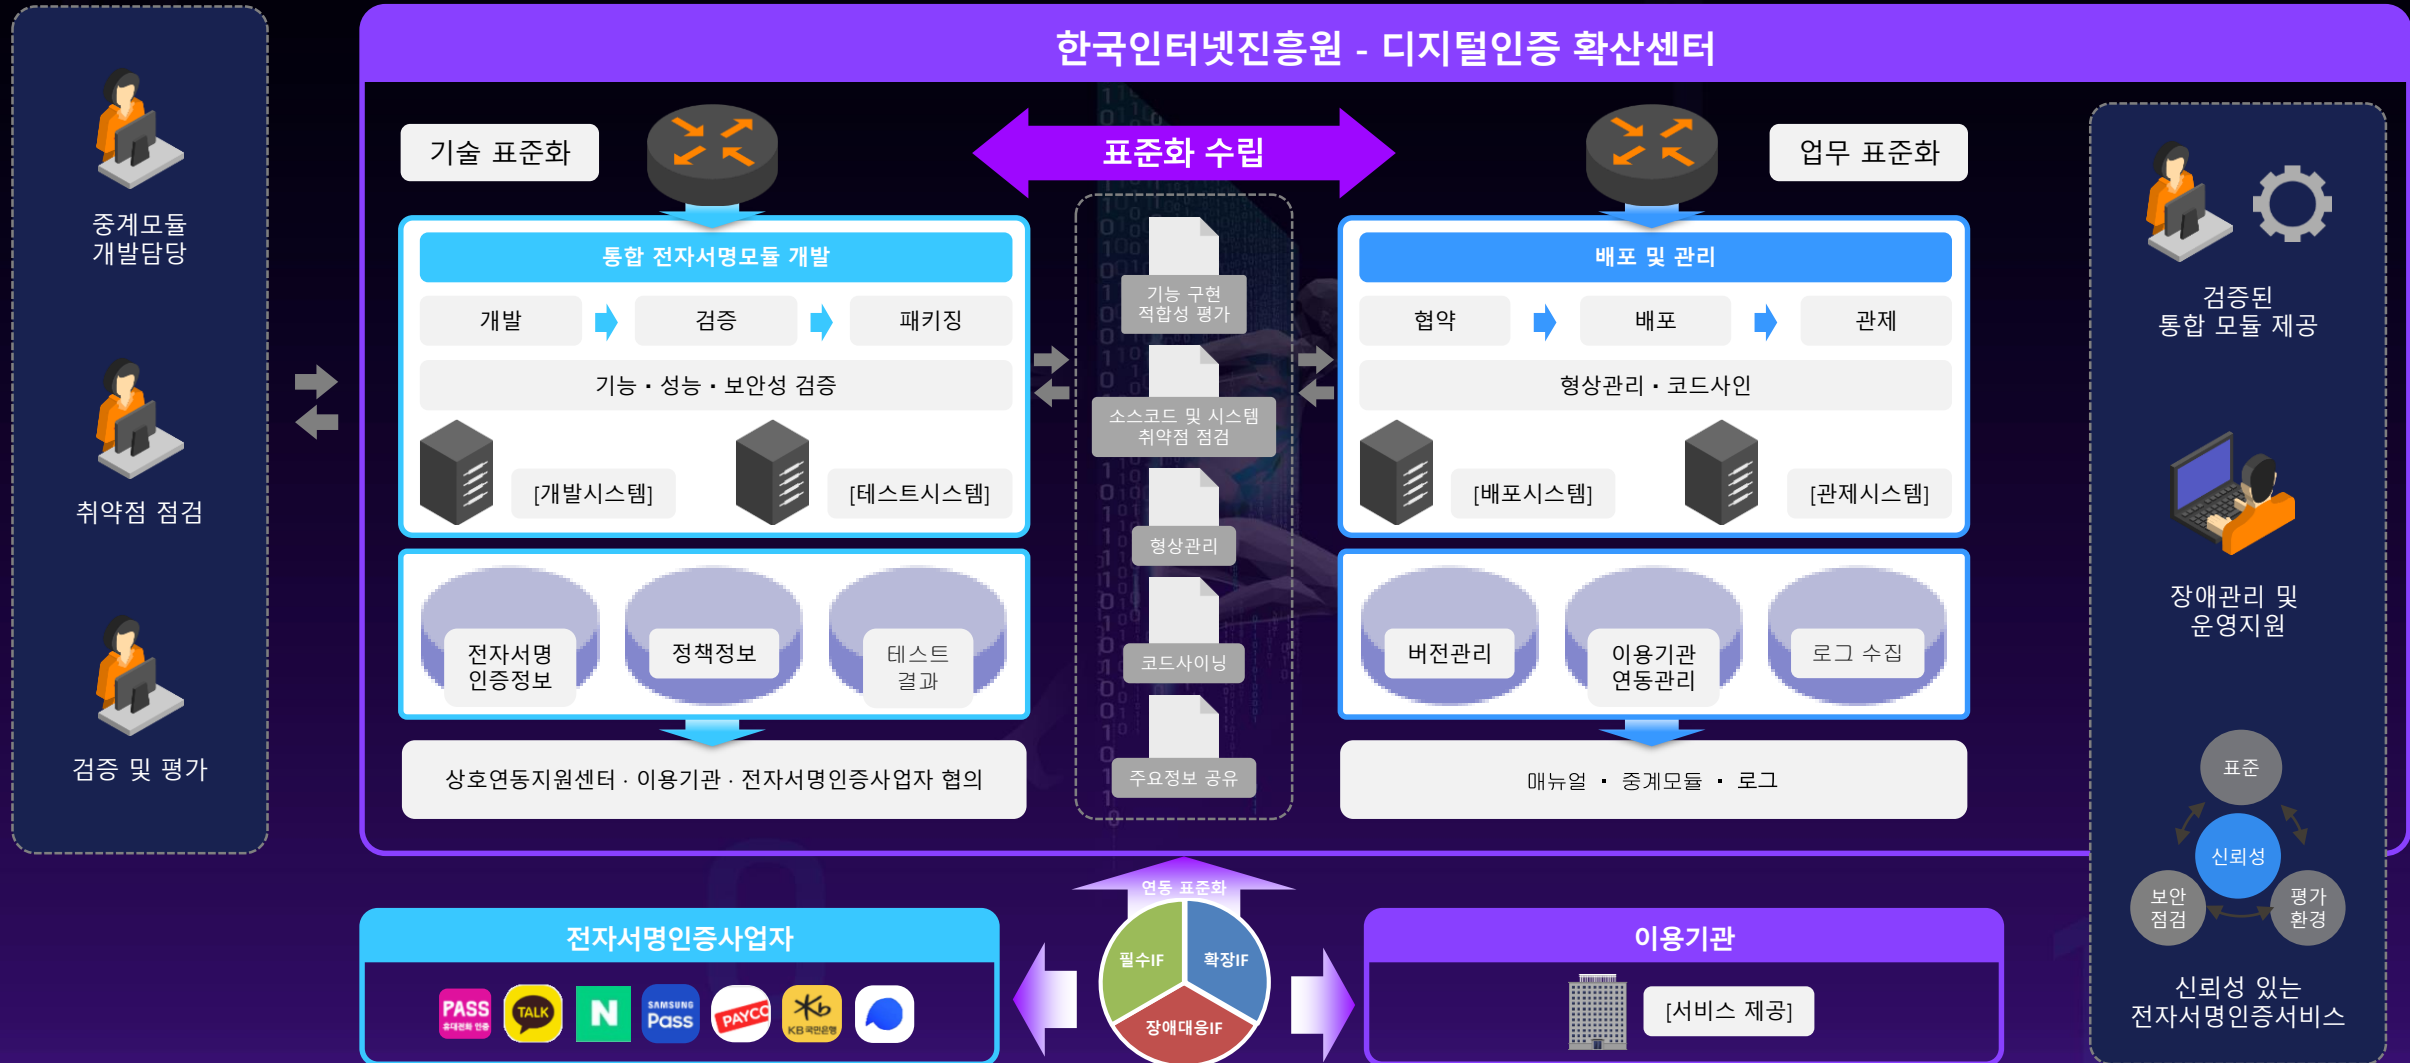 한국인터넷진흥원 - 디지털인증 확산센터
중계모듈
개발담당
취약점 점검
검증 및 평가
기술 표준화
표준화 수립
업무 표준화
통합 전자서명모듈 개발
개발
검증
패키징
기능 · 성능 · 보안성 검증
[개발시스템]
[테스트시스템]
전자서명
인증정보
정책정보
테스트
결과
상호연동지원센터 · 이용기관 · 전자서명인증사업자 협의
기능 구현
적합성 평가
소스코드 및 시스템
취약점 점검
형상관리
코드사이닝
주요정보 공유
배포 및 관리
협약
배포
관제
형상관리 · 코드사인
[배포시스템]
[관제시스템]
버전관리
이용기관
연동관리
로그 수집
매뉴얼 · 중계모듈 · 로그
검증된
통합 모듈 제공
장애관리 및
운영지원
표준
신뢰성
보안
점검
평가
환경
신뢰성 있는
전자서명인증서비스
연동 표준화
필수IF
확장IF
장애대응IF
전자서명인증사업자
PASS
휴대전화 인증
TALK
N
SAMSUNG
Pass
PAYCO
Kb
KB국민은행
이용기관
[서비스 제공]